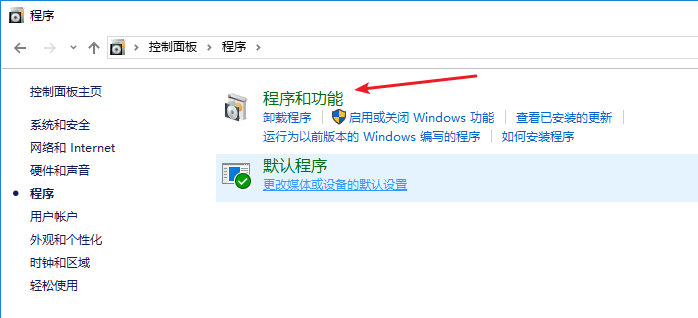 程序
控制面板 > 程序 >
控制面板主页
系统和安全
网络和 Internet
硬件和声音
程序
用户帐户
外观和个性化
时钟和区域
轻松使用
程序和功能
卸载程序 | 启用或关闭 Windows 功能 | 查看已安装的更新
运行为以前版本的 Windows 编写的程序 | 如何安装程序
默认程序
更改媒体或设备的默认设置